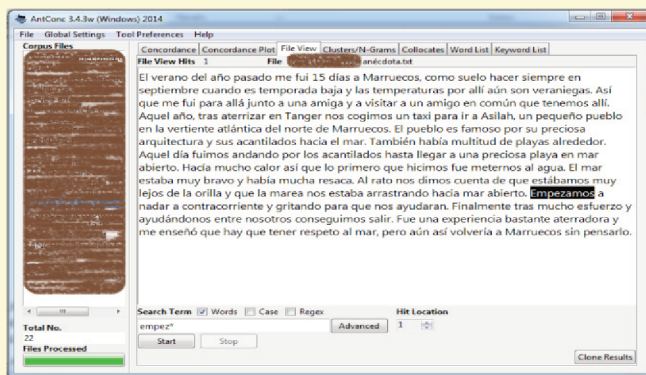 AntConc 3.4.3w (Windows) 2014
File Global Settings Tool Preferences Help
Corpus Files
Concordance Concordance Plot File View Clusters/N-Grams Collocates Word List Keyword List
File View Hits 1 File anécdota.txt
El verano del año pasado me fui 15 días a Marruecos, como suelo hacer siempre en
septiembre cuando es temporada baja y las temperaturas por allí aún son veraniegas. Así
que me fui para allá junto a una amiga y a visitar a un amigo en común que tenemos allí.
Aquel año, tras aterrizar en Tanger nos cogimos un taxi para ir a Asilah, un pequeño pueblo
en la vertiente atlántica del norte de Marruecos. El pueblo es famoso por su preciosa
arquitectura y sus acantilados hacia el mar. También había multitud de playas alrededor.
Aquel día fuimos andando por los acantilados hasta llegar a una preciosa playa en mar
abierto. Hacía mucho calor así que lo primero que hicimos fue meternos al agua. El mar
estaba muy bravo y había mucha resaca. Al rato nos dimos cuenta de que estábamos muy
lejos de la orilla y que la marea nos estaba arrastrando hacia mar abierto. Empezamos a
nadar a contracorriente y gritando para que nos ayudaran. Finalmente tras mucho esfuerzo y
ayudándonos entre nosotros conseguimos salir. Fue una experiencia bastante aterradora y
me enseñó que hay que tener respeto al mar, pero aún así volvería a Marruecos sin pensarlo.
Search Term Words Case Regex Hit Location
empez* Advanced 1
Start Stop
Total No.
22
Files Processed
Clone Results